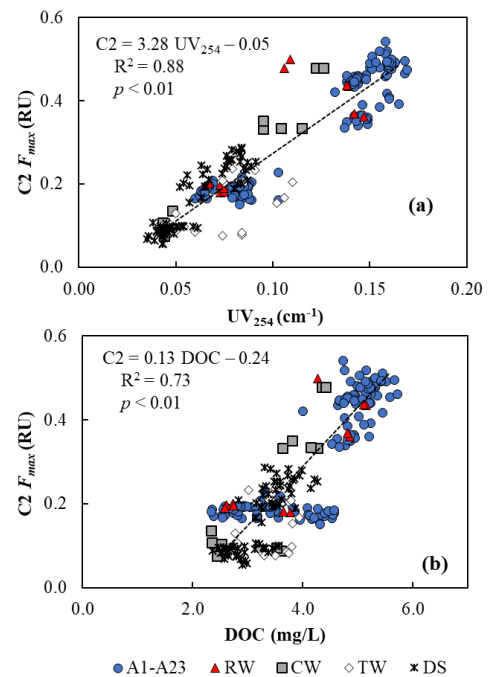 0.6
C2 = 3.28 UV254 – 0.05
R² = 0.88
p < 0.01
0.4
C2 Fmax (RU)
0.2
(a)
0.0
0.00 0.05 0.10 0.15 0.20
UV254 (cm-1)
0.6
C2 = 0.13 DOC – 0.24
R² = 0.73
p < 0.01
0.4
C2 Fmax (RU)
0.2
(b)
0.0
0.0 2.0 4.0 6.0
DOC (mg/L)
A1-A23 RW CW TW DS